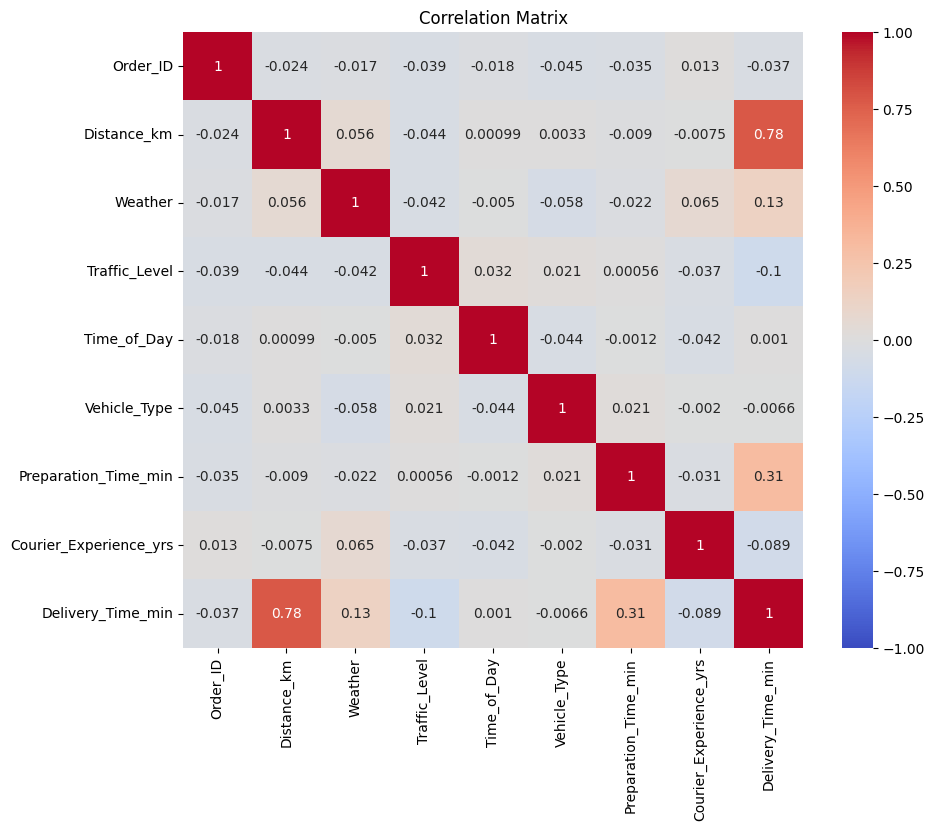 Correlation Matrix
Order_ID 1 -0.024 -0.017 -0.039 -0.018 -0.045 -0.035 0.013 -0.037
Distance_km -0.024 1 0.056 -0.044 0.00099 0.0033 -0.009 -0.0075 0.78
Weather -0.017 0.056 1 -0.042 -0.005 -0.058 -0.022 0.065 0.13
Traffic_Level -0.039 -0.044 -0.042 1 0.032 0.021 0.00056 -0.037 -0.1
Time_of_Day -0.018 0.00099 -0.005 0.032 1 -0.044 -0.0012 -0.042 0.001
Vehicle_Type -0.045 0.0033 -0.058 0.021 -0.044 1 0.021 -0.002 -0.0066
Preparation_Time_min -0.035 -0.009 -0.022 0.00056 -0.0012 0.021 1 -0.031 0.31
Courier_Experience_yrs 0.013 -0.0075 0.065 -0.037 -0.042 -0.002 -0.031 1 -0.089
Delivery_Time_min -0.037 0.78 0.13 -0.1 0.001 -0.0066 0.31 -0.089 1
Order_ID
Distance_km
Weather
Traffic_Level
Time_of_Day
Vehicle_Type
Preparation_Time_min
Courier_Experience_yrs
Delivery_Time_min
1.00
0.75
0.50
0.25
0.00
−0.25
−0.50
−0.75
−1.00